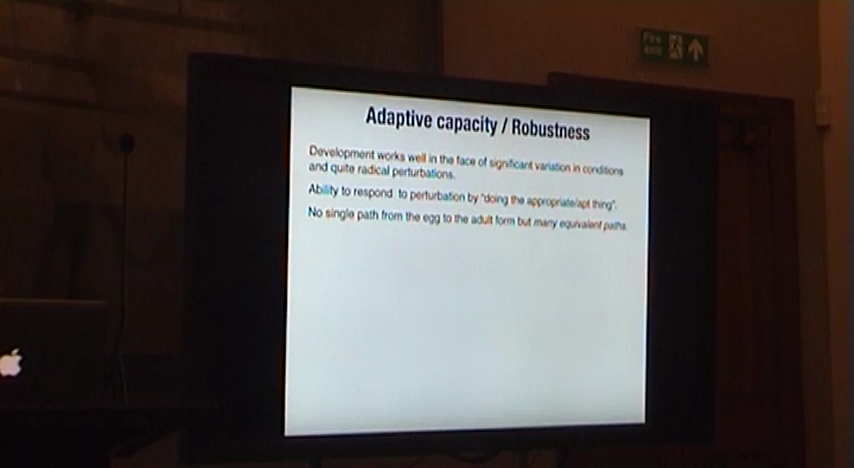 Fire
exit
Adaptive capacity / Robustness
Development works well in the face of significant variation in conditions
and quite radical perturbations.
Ability to respond to perturbation by "doing the appropriate/apt thing".
No single path from the egg to the adult form but many equivalent paths.